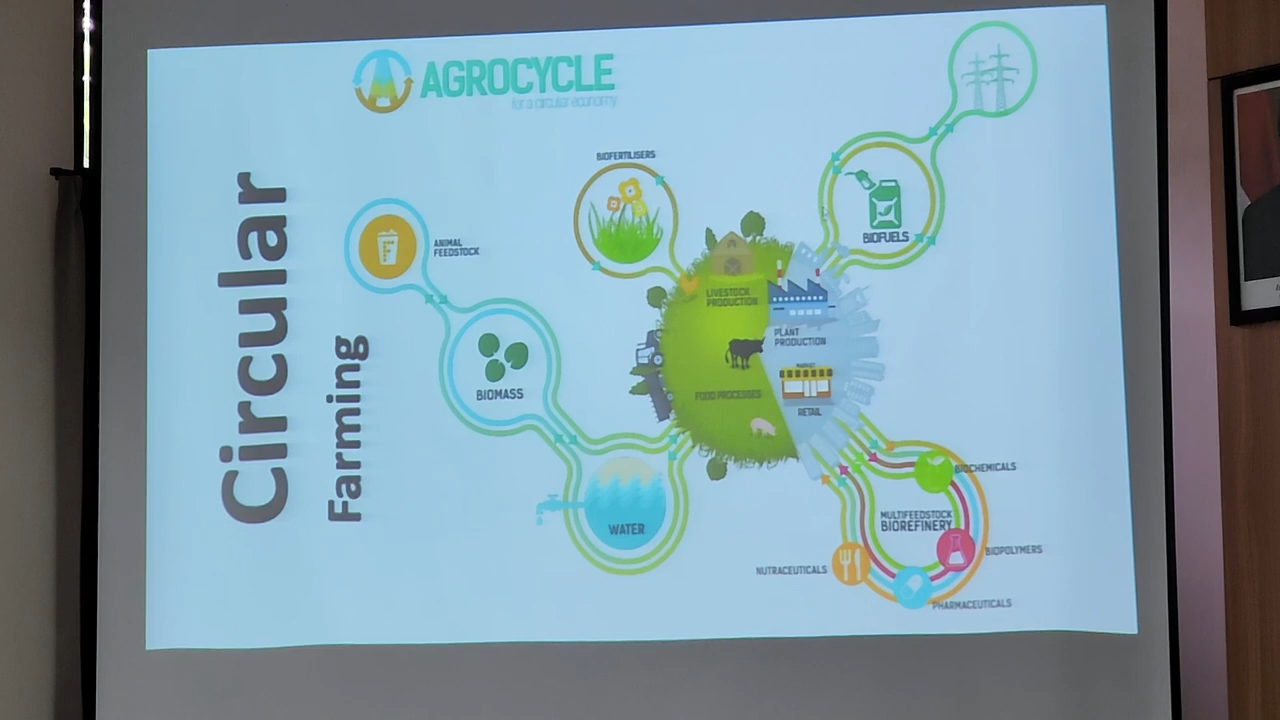 Circular
Farming
AGROCYCLE
for a circular economy
BIOFERTILISERS
ANIMAL
FEEDSTOCK
BIOMASS
WATER
LIVESTOCK
PRODUCTION
PLANT
PRODUCTION
FOOD PROCESSES
MARKET
RETAIL
BIOFUELS
BIOCHEMICALS
MULTIFEEDSTOCK
BIOREFINERY
BIOPOLYMERS
NUTRACEUTICALS
PHARMACEUTICALS